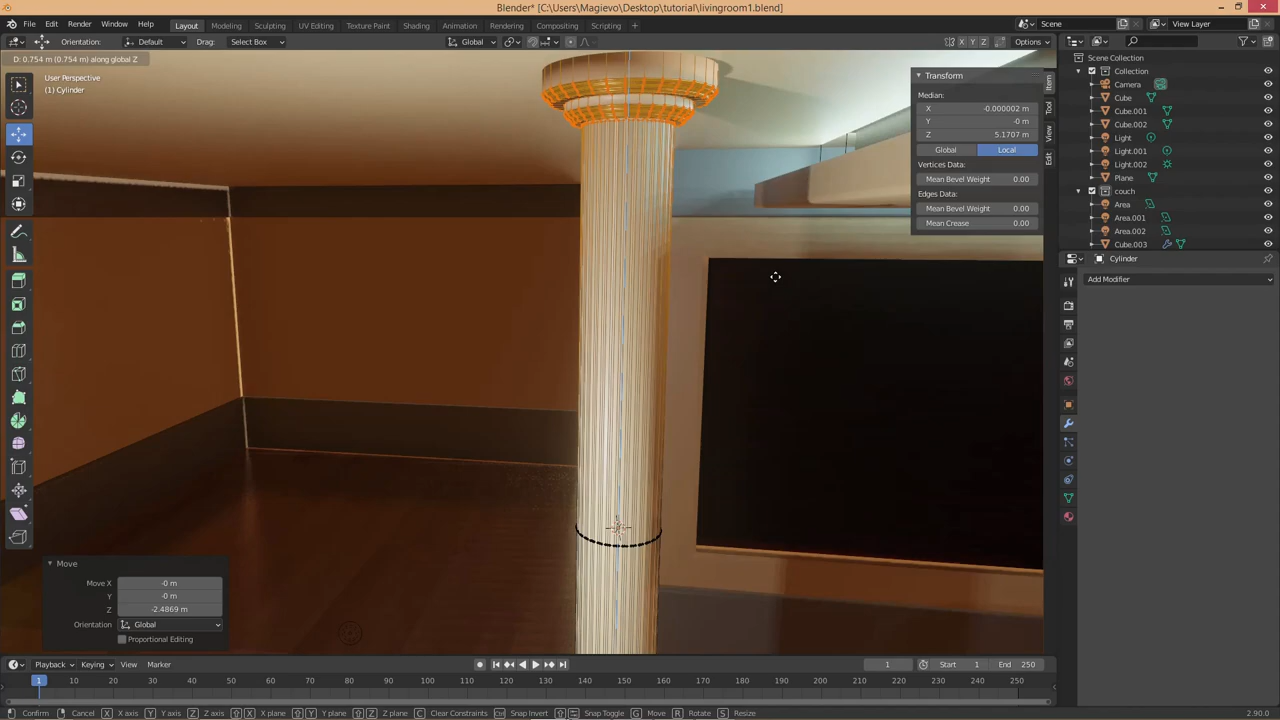 Blender* [C:\Users\Magievo\Desktop\tutorial\livingroom1.blend]
File Edit Render Window Help Layout Modeling Sculpting UV Editing Texture Paint Shading Animation Rendering Compositing Scripting Scene View Layer
Orientation: Default Drag: Select Box Global X Y Z Options
D: 0.754 m (0.754 m) along global Z
User Perspective
(1) Cylinder
Transform
Median:
X -0.000002 m
Y -0 m
Z 5.1707 m
Global Local
Vertices Data:
Mean Bevel Weight 0.00
Edges Data:
Mean Bevel Weight 0.00
Mean Crease 0.00
Item
Tool
View
Edit
Scene Collection
Collection
Camera
Cube
Cube.001
Cube.002
Light
Light.001
Light.002
Plane
couch
Area
Area.001
Area.002
Cube.003
Cylinder
Add Modifier
Move
Move X -0 m
Y -0 m
Z -2.4869 m
Orientation Global
Proportional Editing
Playback Keying View Marker 1 Start 1 End 250
1 10 20 30 40 50 60 70 80 90 100 110 120 130 140 150 160 170 180 190 200 210 220 230 240 250
Confirm Cancel X X axis Y Y axis Z Z axis X X plane Y Y plane Z Z plane C Clear Constraints Ctrl Snap Invert Snap Toggle G Move R Rotate S Resize 2.90.0